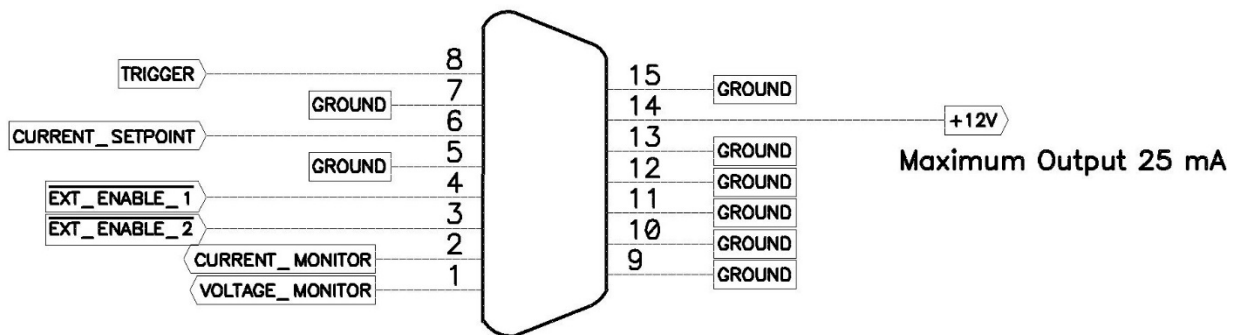 TRIGGER 8
GROUND 7
CURRENT_SETPOINT 6
GROUND 5
EXT_ENABLE_1 4
EXT_ENABLE_2 3
CURRENT_MONITOR 2
VOLTAGE_MONITOR 1
15 GROUND
14 +12V
Maximum Output 25 mA
13 GROUND
12 GROUND
11 GROUND
10 GROUND
9 GROUND